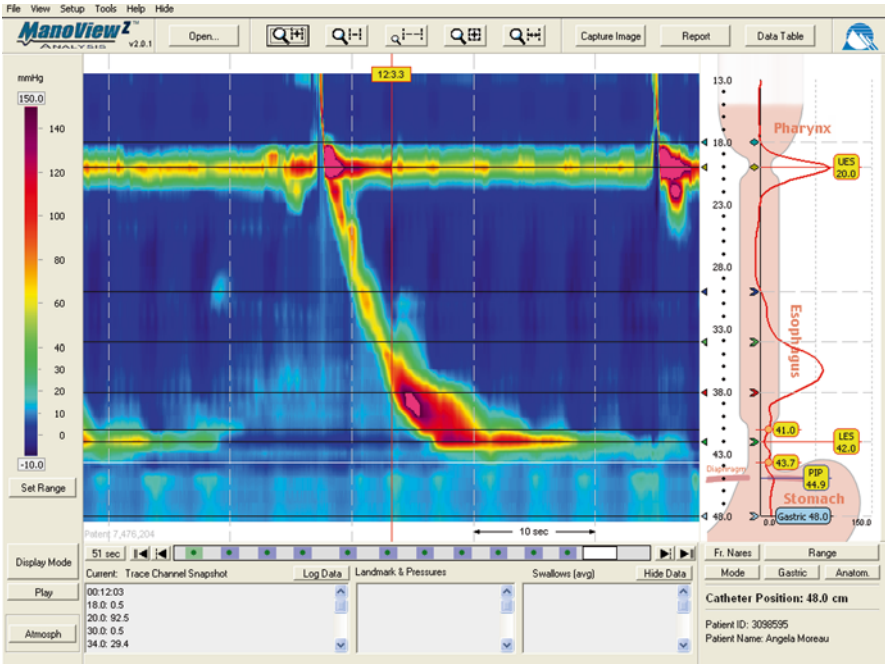 File View Setup Tools Help Hide
ManoView Z™
ANALYSIS v2.0.1
Open...
Capture Image
Report
Data Table
mmHg
150.0
140
120
100
80
60
40
30
20
10
0
-10.0
Set Range
12:3.3
13.0
Pharynx
18.0
UES
20.0
23.0
28.0
Esophagus
33.0
38.0
41.0
LES
42.0
43.0
43.7
Diaphragm
PIP
44.9
Stomach
48.0
Gastric 48.0
0.0
150.0
Patent 7,476,204
10 sec
Display Mode
Play
Atmosph
51 sec
Current: Trace Channel Snapshot
Log Data
Landmark & Pressures
Swallows (avg)
Hide Data
00:12:03
18.0: 0.5
20.0: 92.5
30.0: 0.5
34.0: 29.4
Fr. Nares
Range
Mode
Gastric
Anatom.
Catheter Position: 48.0 cm
Patient ID: 3098595
Patient Name: Angela Moreau